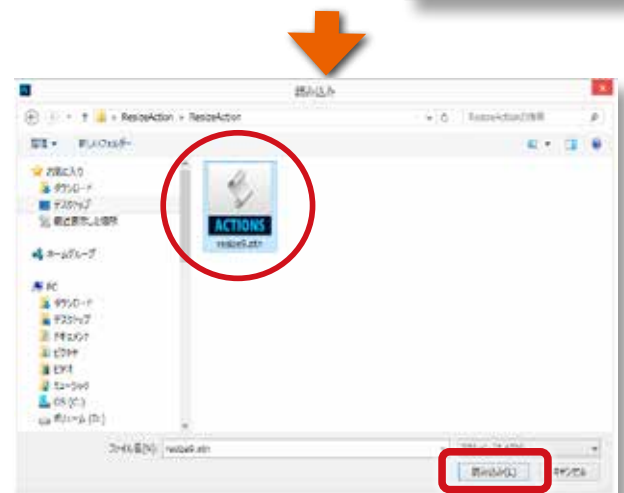 読み込み
ResizeAction › ResizeAction
ResizeActionの検索
整理
新しいフォルダー
お気に入り
ダウンロード
デスクトップ
最近表示した場所
ホームグループ
PC
ダウンロード
デスクトップ
ドキュメント
ピクチャ
ビデオ
ミュージック
OS (C:)
ボリューム (D:)
ACTIONS
resize9.atn
ファイル名(N): resize9.atn
読み込み(L)
キャンセル